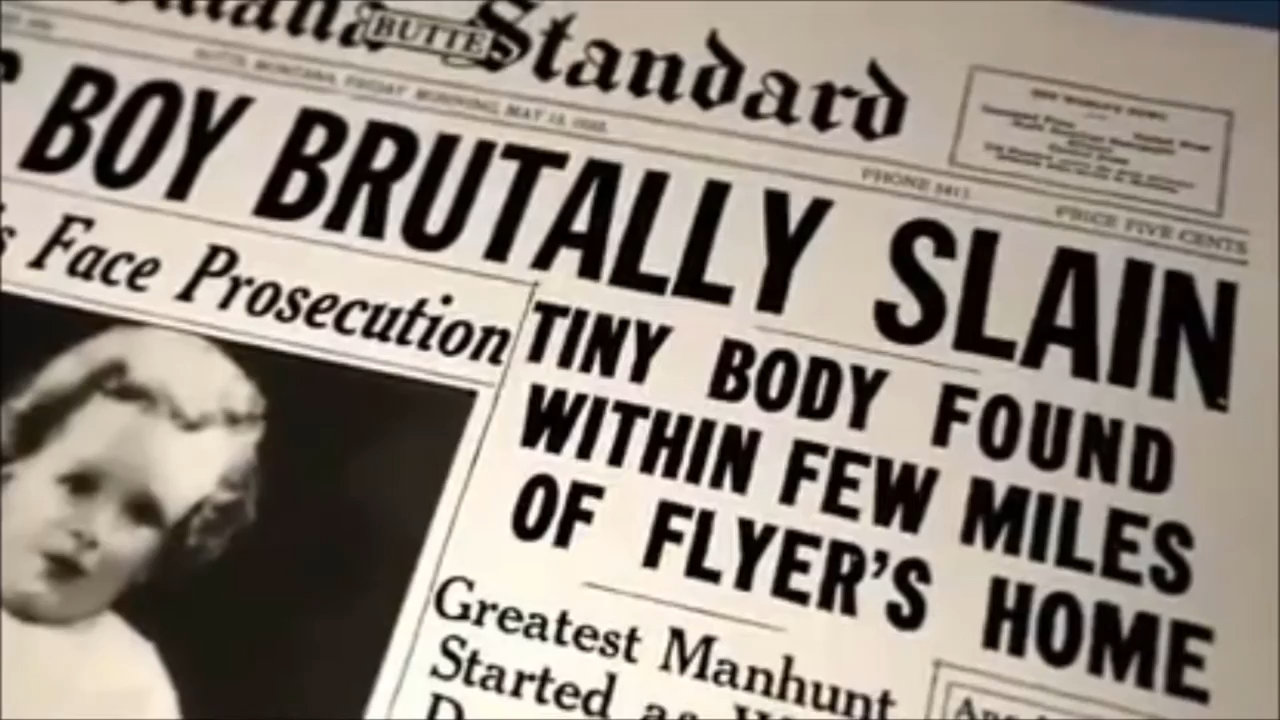 BUTTE
Standard
BUTTE, MONTANA, FRIDAY MORNING, MAY 13, 1932.
PHONE 5411
PRICE FIVE CENTS
BOY BRUTALLY SLAIN
Face Prosecution
TINY BODY FOUND
WITHIN FEW MILES
OF FLYER'S HOME
Greatest Manhunt
Started as